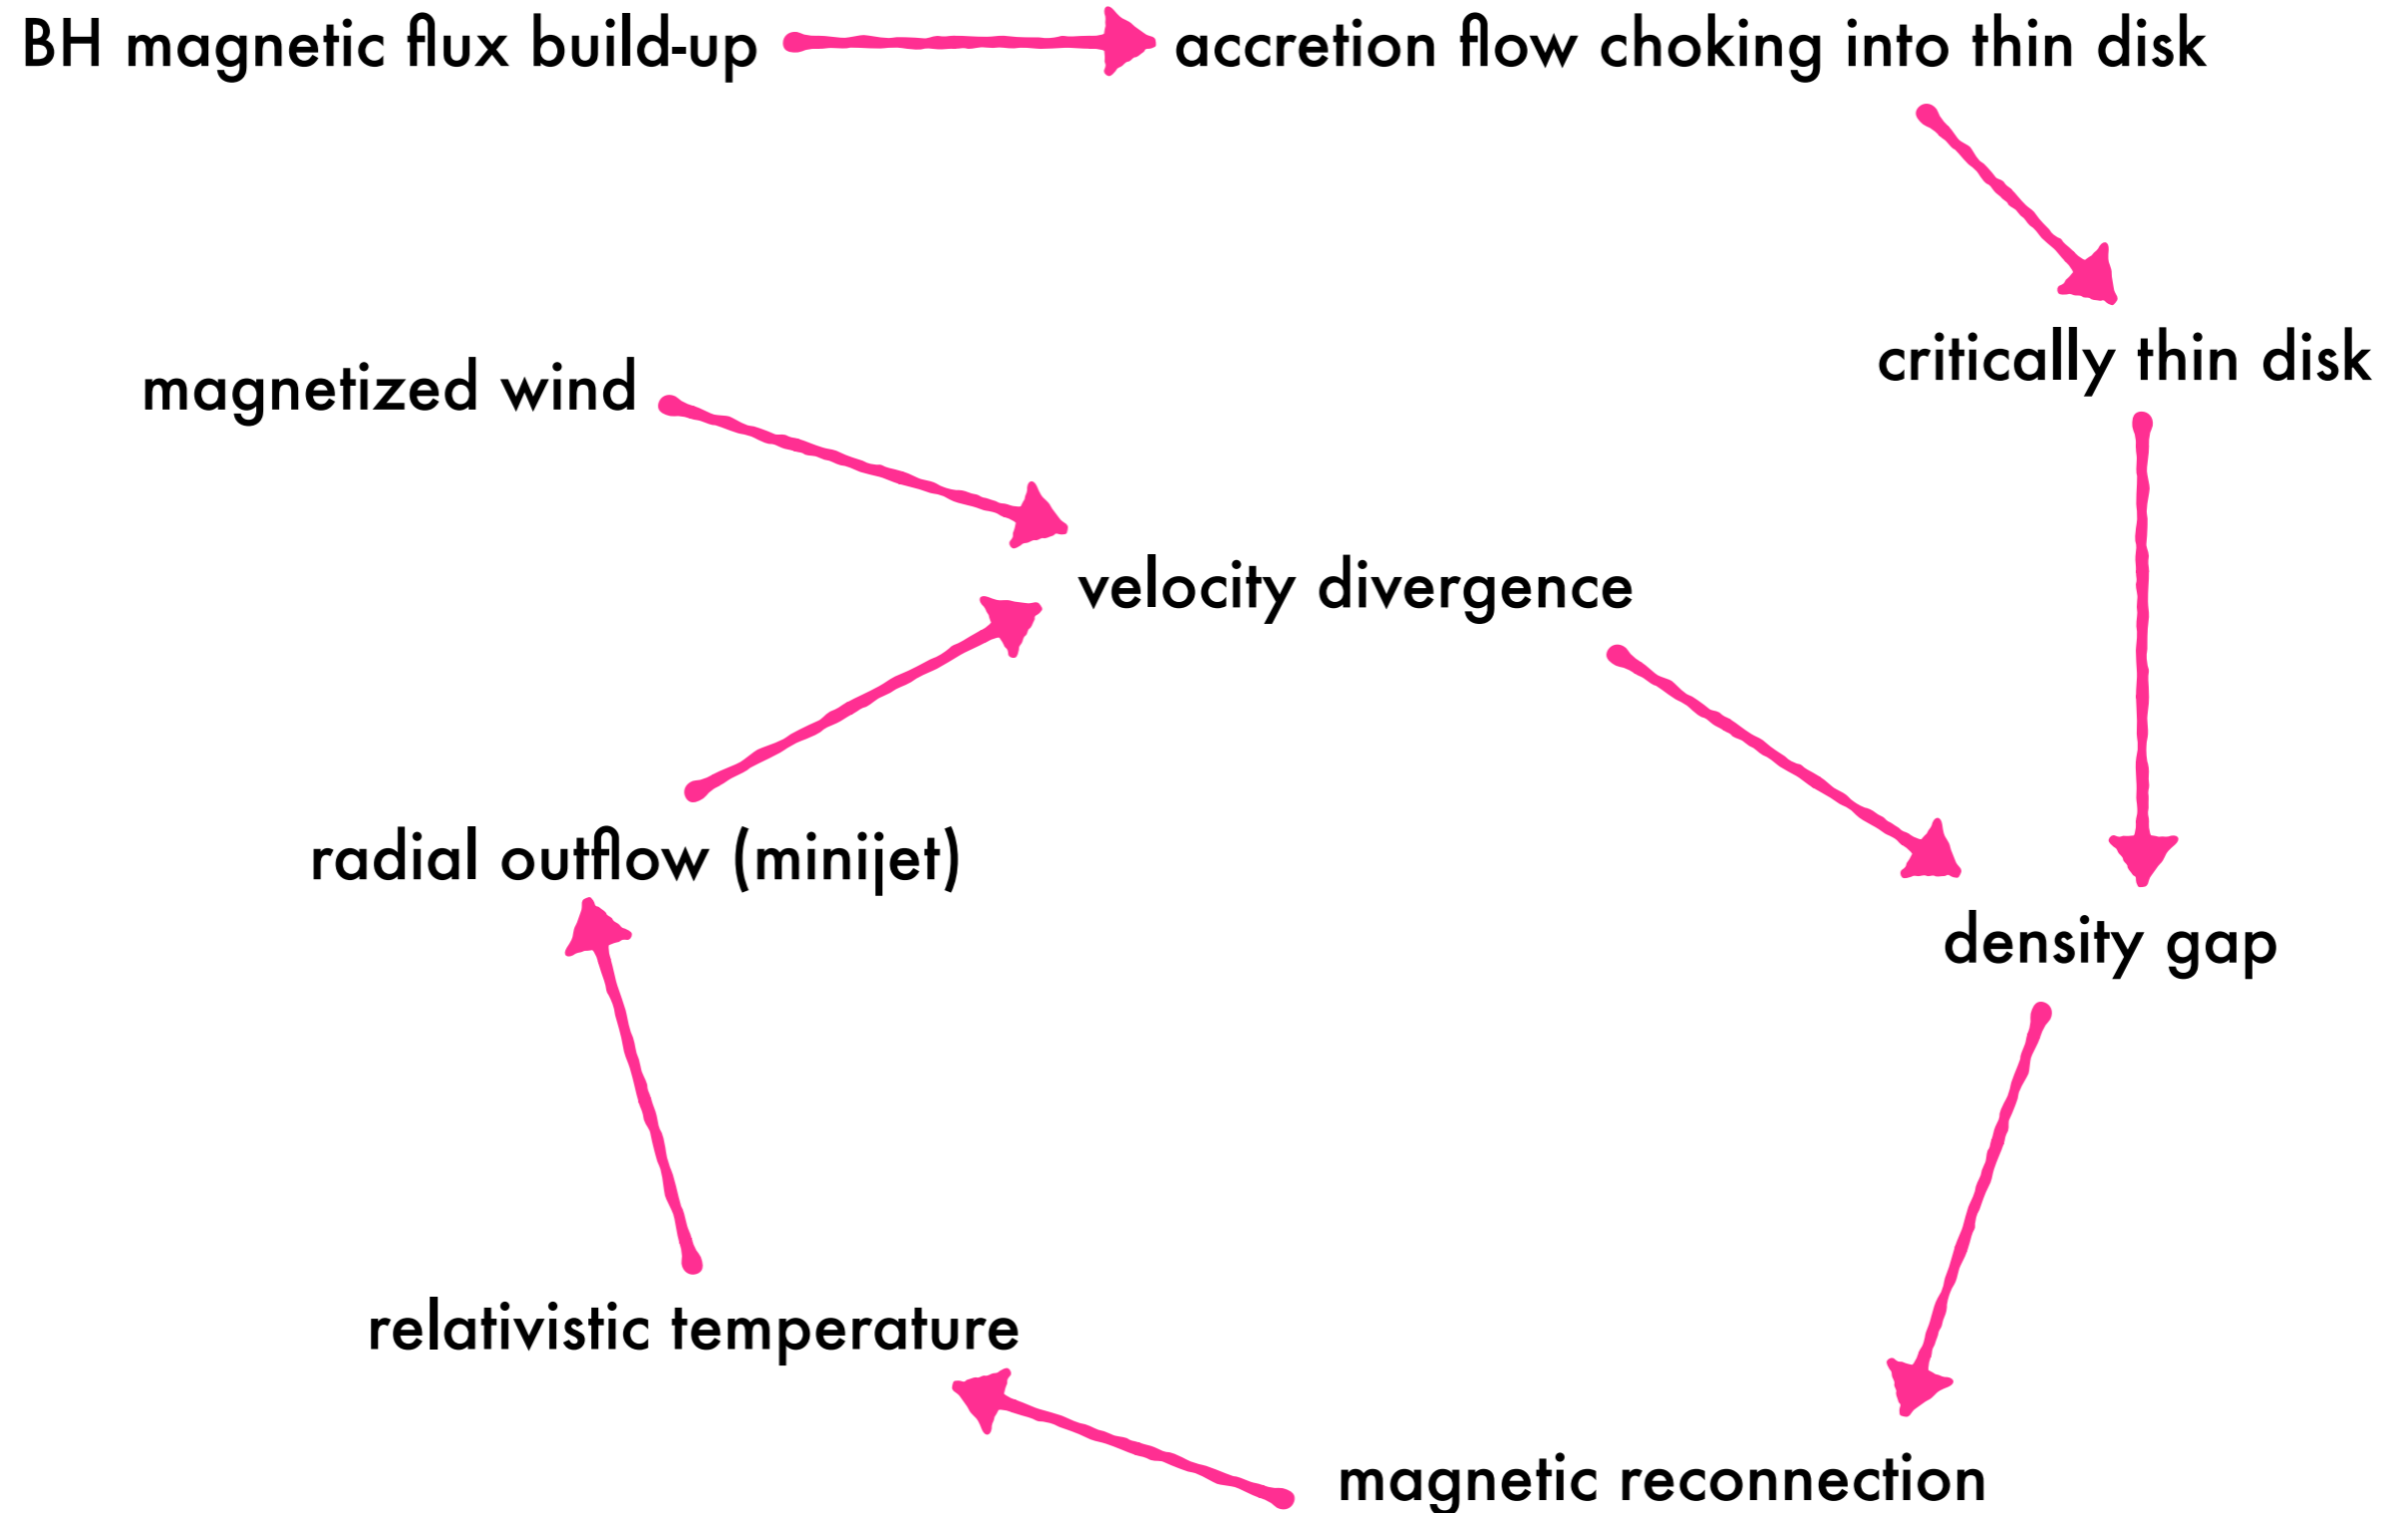 BH magnetic flux build-up
accretion flow choking into thin disk
critically thin disk
magnetized wind
velocity divergence
radial outflow (minijet)
density gap
relativistic temperature
magnetic reconnection